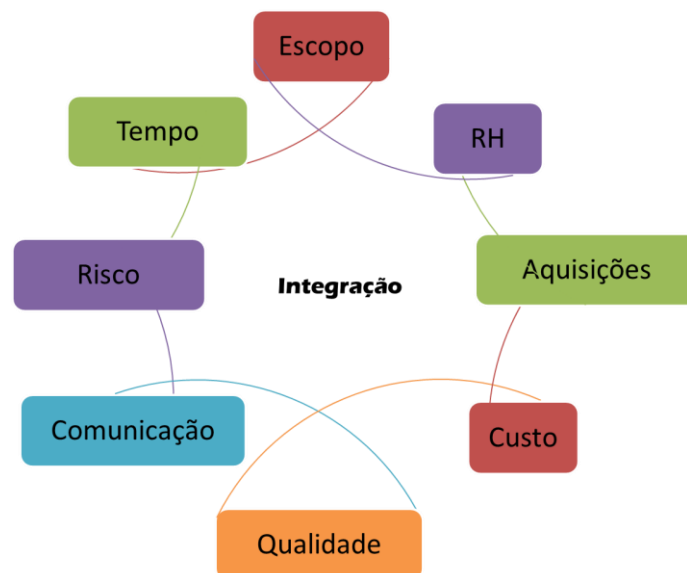 Escopo
Tempo
RH
Risco
Integração
Aquisições
Comunicação
Custo
Qualidade